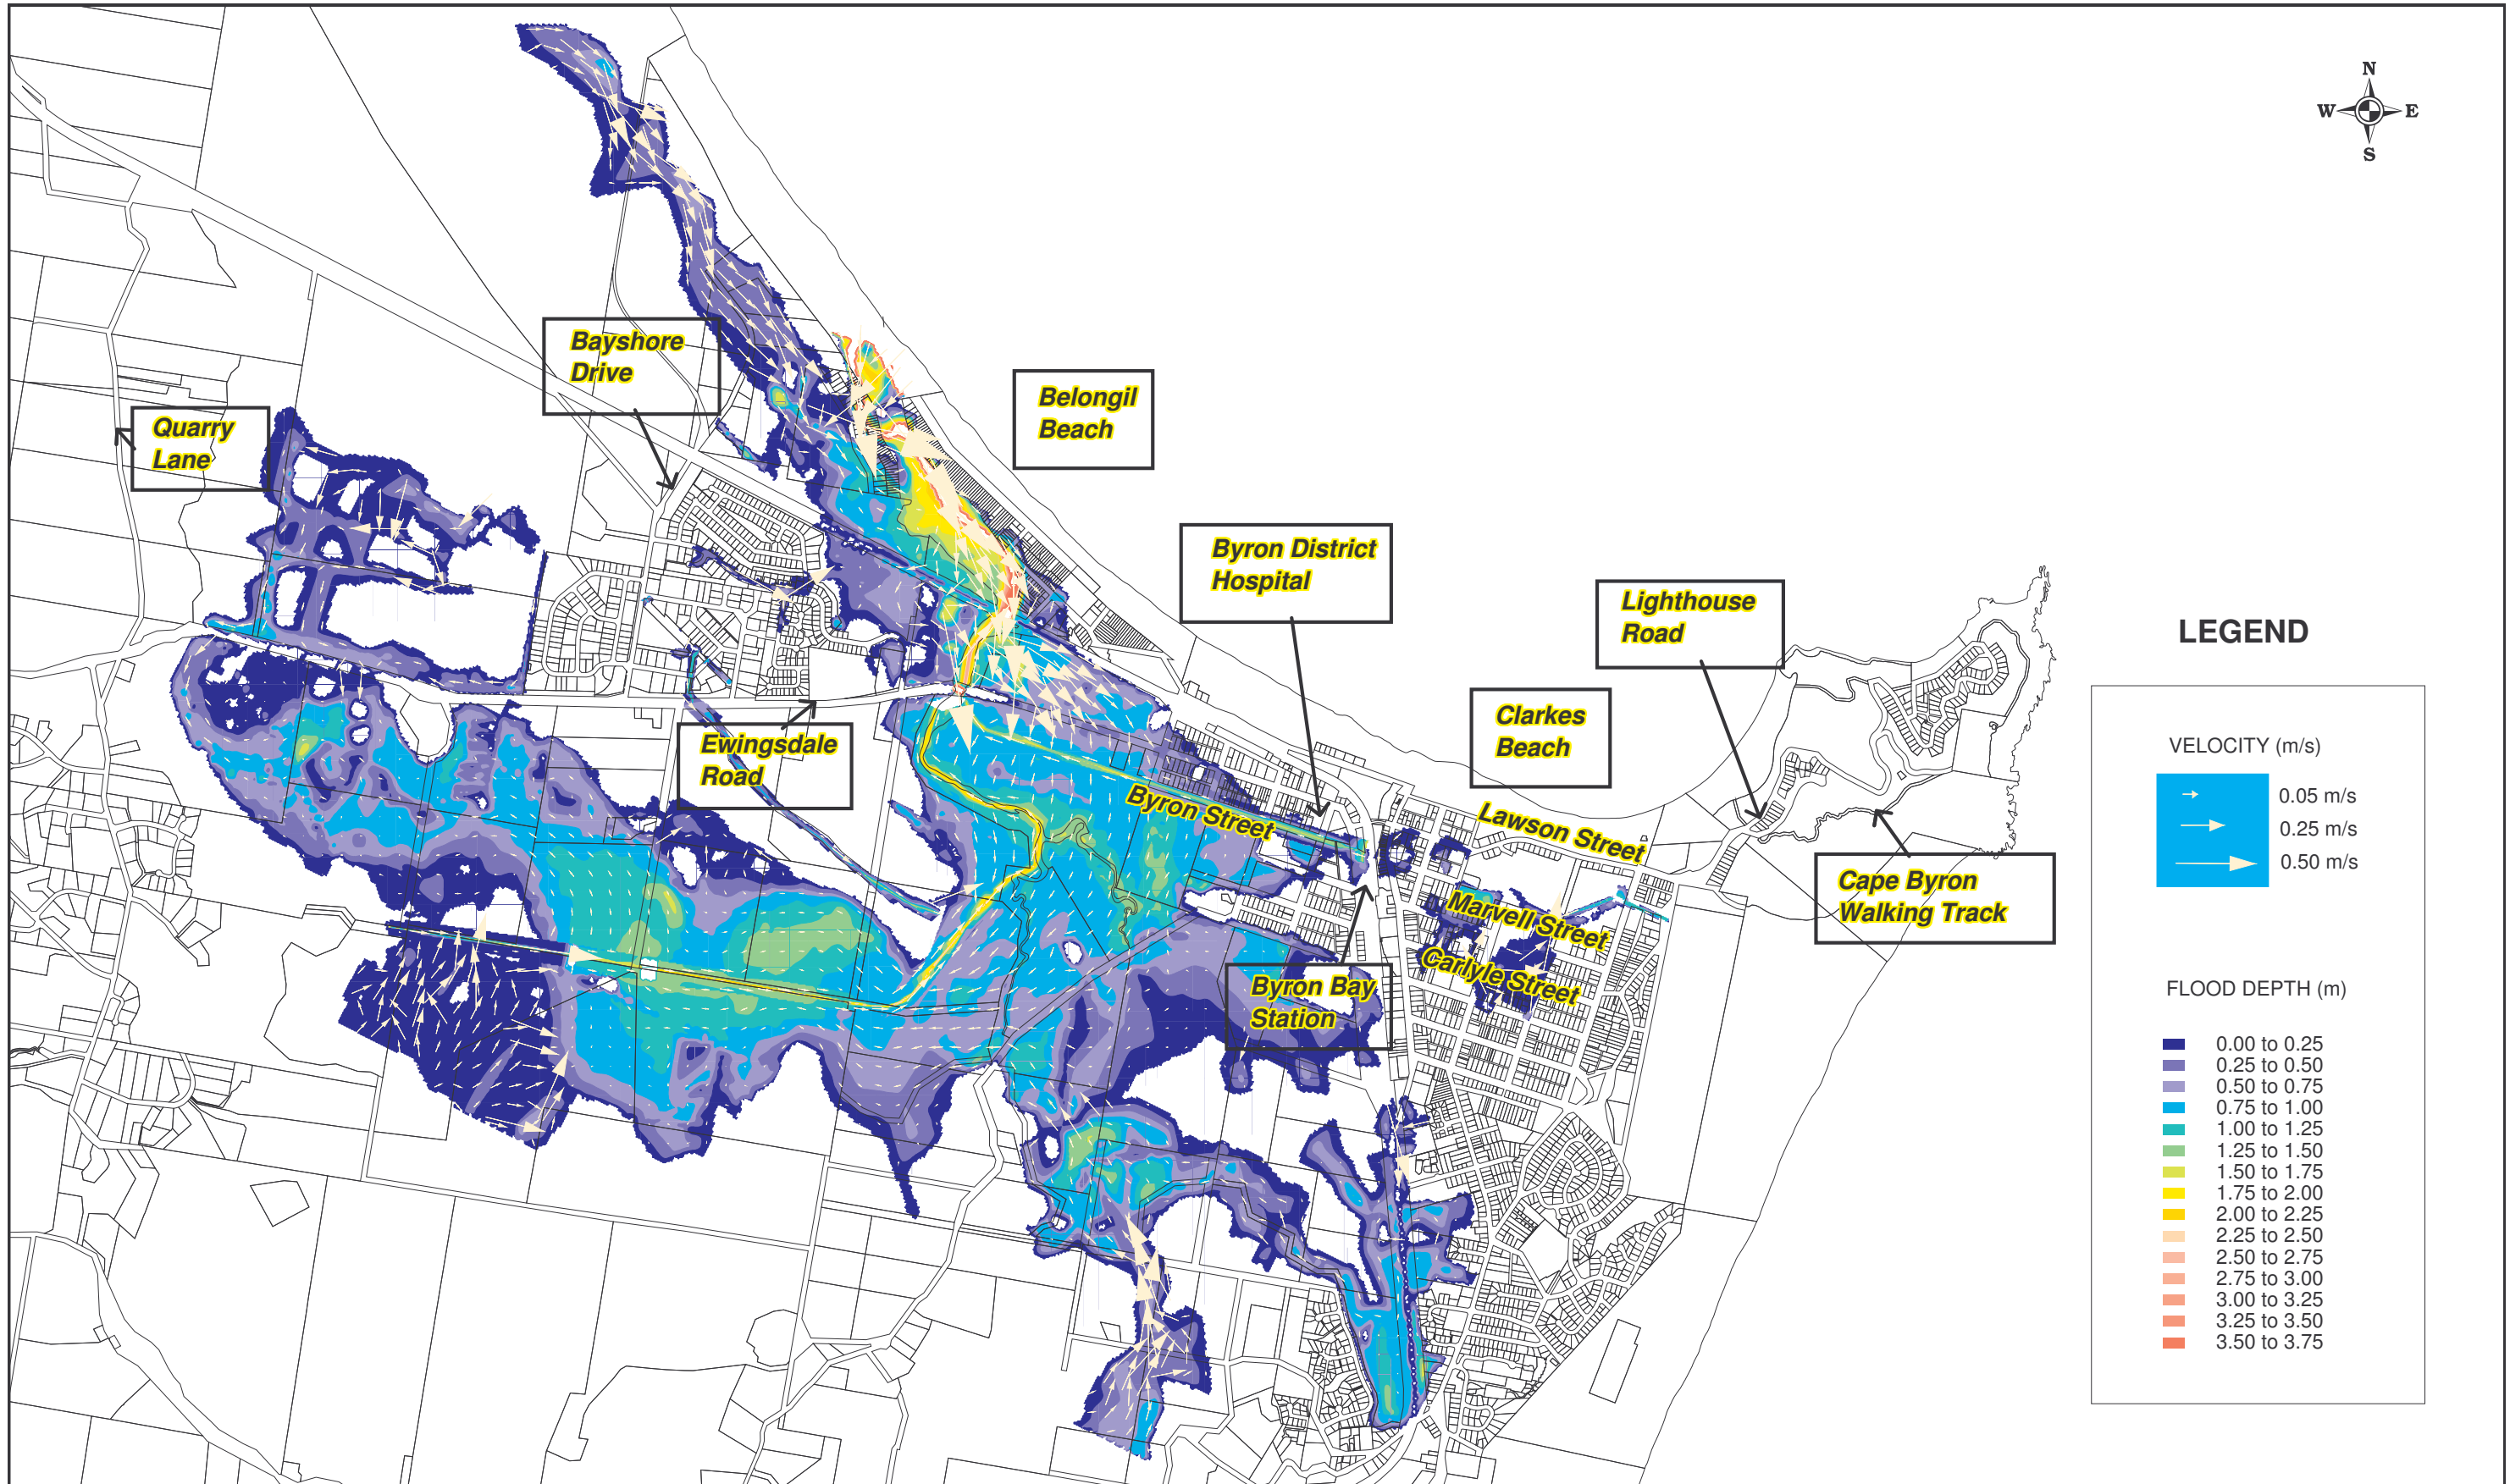 N
W E
S
Bayshore
Drive
Belongil
Beach
Quarry
Lane
Byron District
Hospital
Lighthouse
Road
LEGEND
Clarkes
Beach
Ewingsdale
Road
VELOCITY (m/s)
0.05 m/s
0.25 m/s
0.50 m/s
Byron Street
Lawson Street
Cape Byron
Walking Track
Marvell Street
Carlyle Street
Byron Bay
Station
FLOOD DEPTH (m)
0.00 to 0.25
0.25 to 0.50
0.50 to 0.75
0.75 to 1.00
1.00 to 1.25
1.25 to 1.50
1.50 to 1.75
1.75 to 2.00
2.00 to 2.25
2.25 to 2.50
2.50 to 2.75
2.75 to 3.00
3.00 to 3.25
3.25 to 3.50
3.50 to 3.75